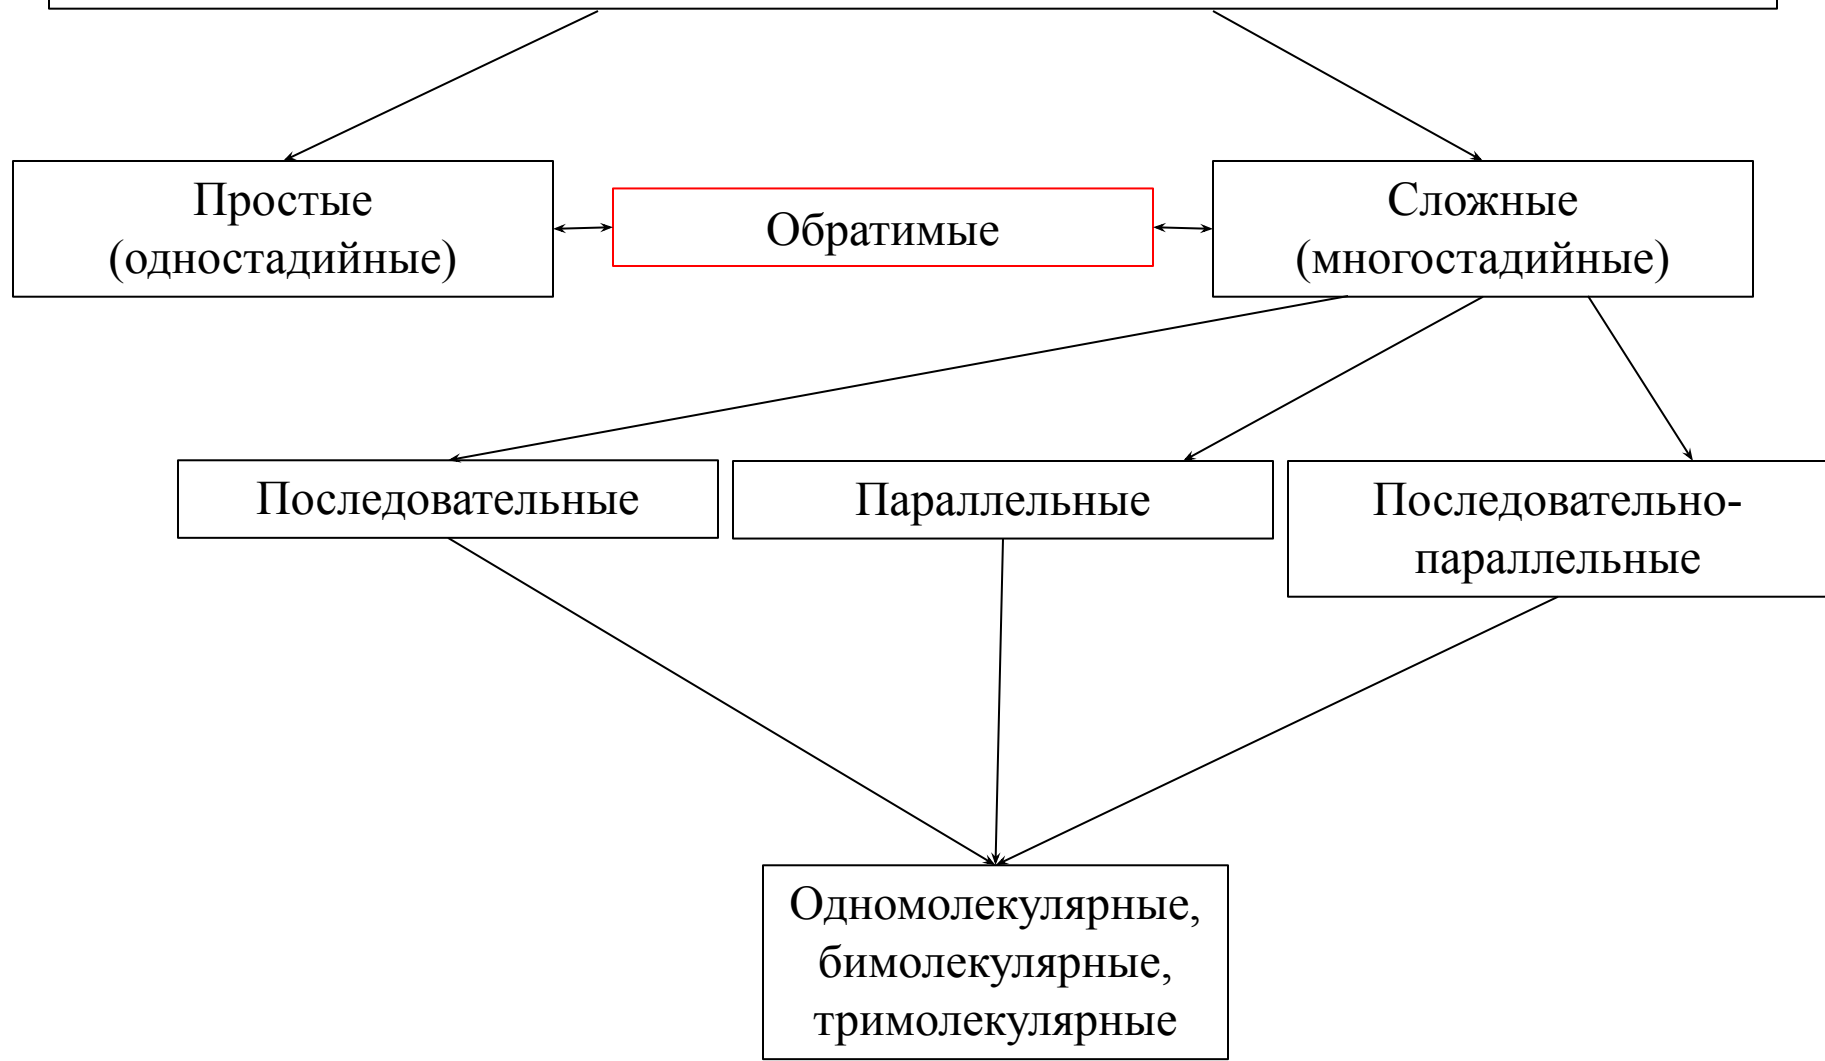 Простые
(одностадийные)
Обратимые
Сложные
(многостадийные)
Последовательные
Параллельные
Последовательно-
параллельные
Одномолекулярные,
бимолекулярные,
тримолекулярные